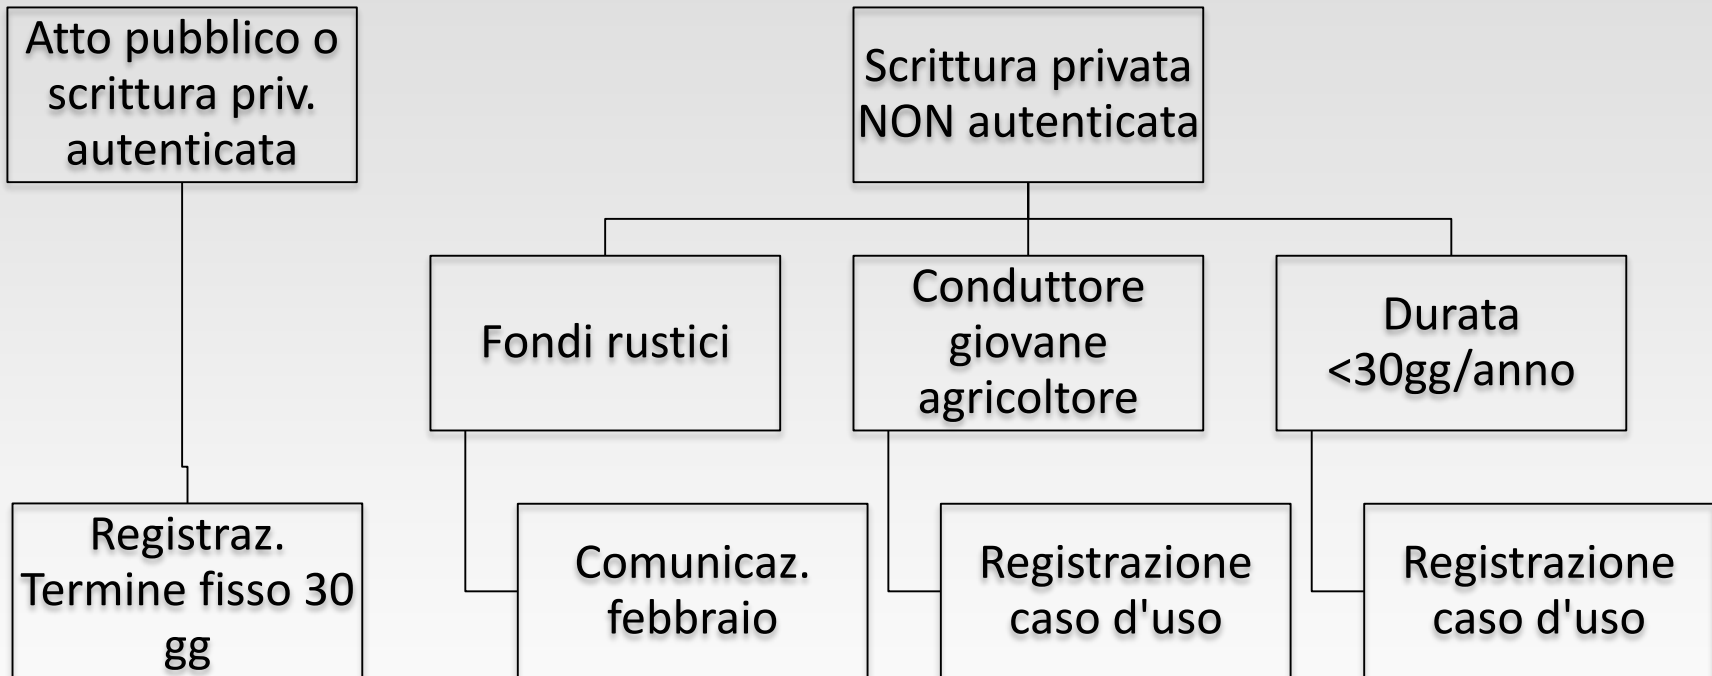 Atto pubblico o
scrittura priv.
autenticata
Scrittura privata
NON autenticata
Fondi rustici
Conduttore
giovane
agricoltore
Durata
<30gg/anno
Registraz.
Termine fisso 30
gg
Comunicaz.
febbraio
Registrazione
caso d'uso
Registrazione
caso d'uso